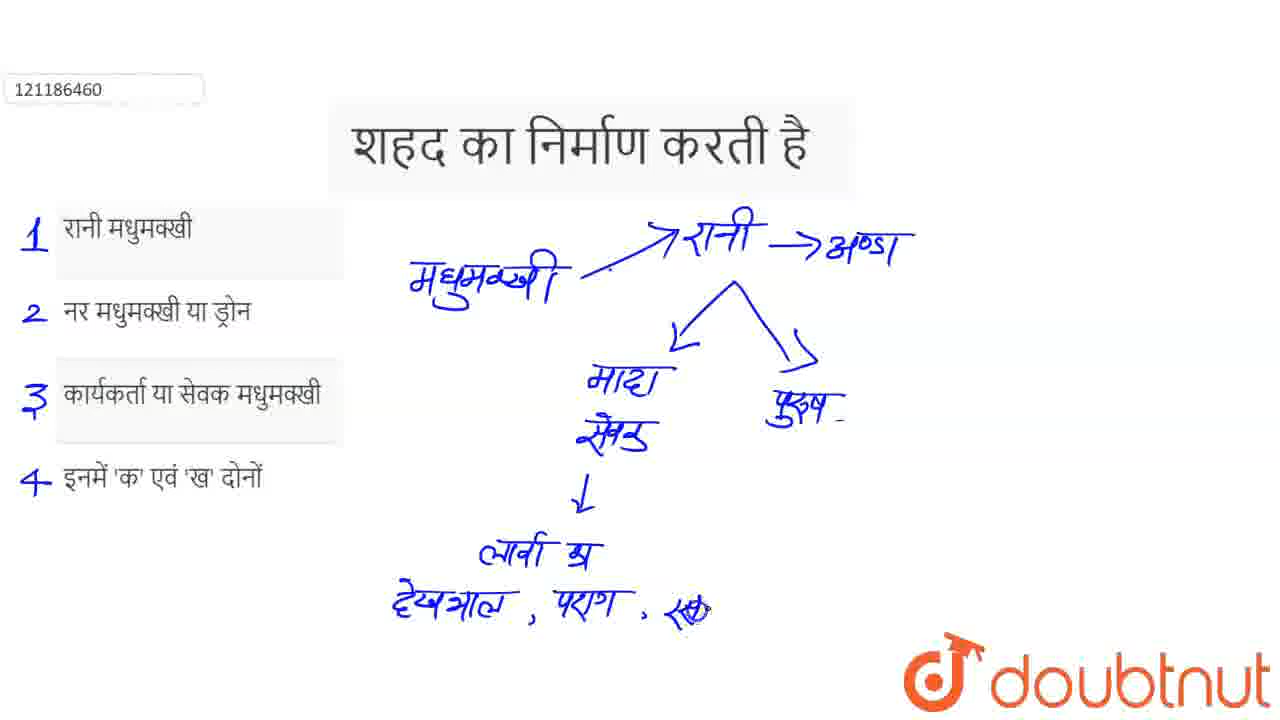 121186460
शहद का निर्माण करती है
1 रानी मधुमक्खी
2 नर मधुमक्खी या ड्रोन
3 कार्यकर्ता या सेवक मधुमक्खी
4 इनमें 'क' एवं 'ख' दोनों
मधुमक्खी रानी अण्डा
मादा पुरुष
सेवक
लार्वा
देखभाल , पराग ,
doubtnut